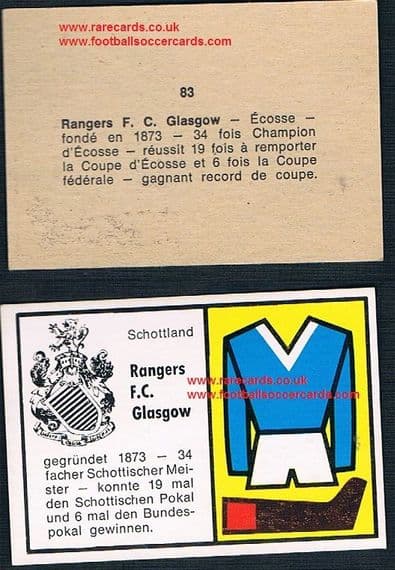 www.rarecards.co.uk
www.footballsoccercards.com
83
Rangers F. C. Glasgow — Écosse —
fondé en 1873 — 34 fois Champion
d'Écosse — réussit 19 fois à remporter
la Coupe d'Écosse et 6 fois la Coupe
fédérale — gagnant record de coupe.
Schottland
Rangers
F.C.
Glasgow
www.rarecards.co.uk
www.footballsoccercards.com
gegründet 1873 — 34
facher Schottischer Mei-
ster — konnte 19 mal
den Schottischen Pokal
und 6 mal den Bundes-
pokal gewinnen.